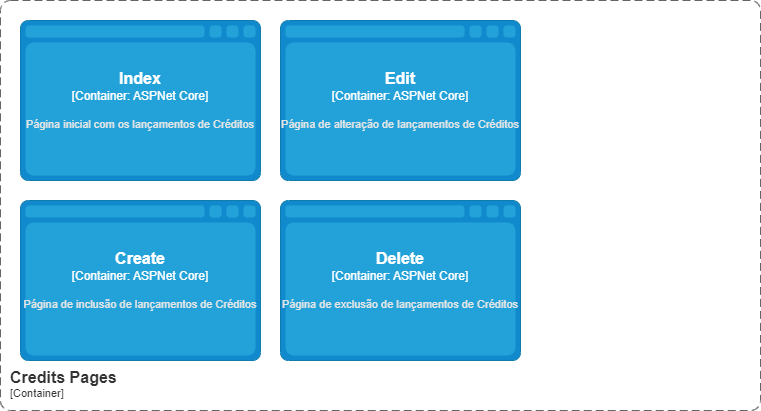 Index
[Container: ASPNet Core]
Página inicial com os lançamentos de Créditos
Edit
[Container: ASPNet Core]
Página de alteração de lançamentos de Créditos
Create
[Container: ASPNet Core]
Página de inclusão de lançamentos de Créditos
Delete
[Container: ASPNet Core]
Página de exclusão de lançamentos de Créditos
Credits Pages
[Container]